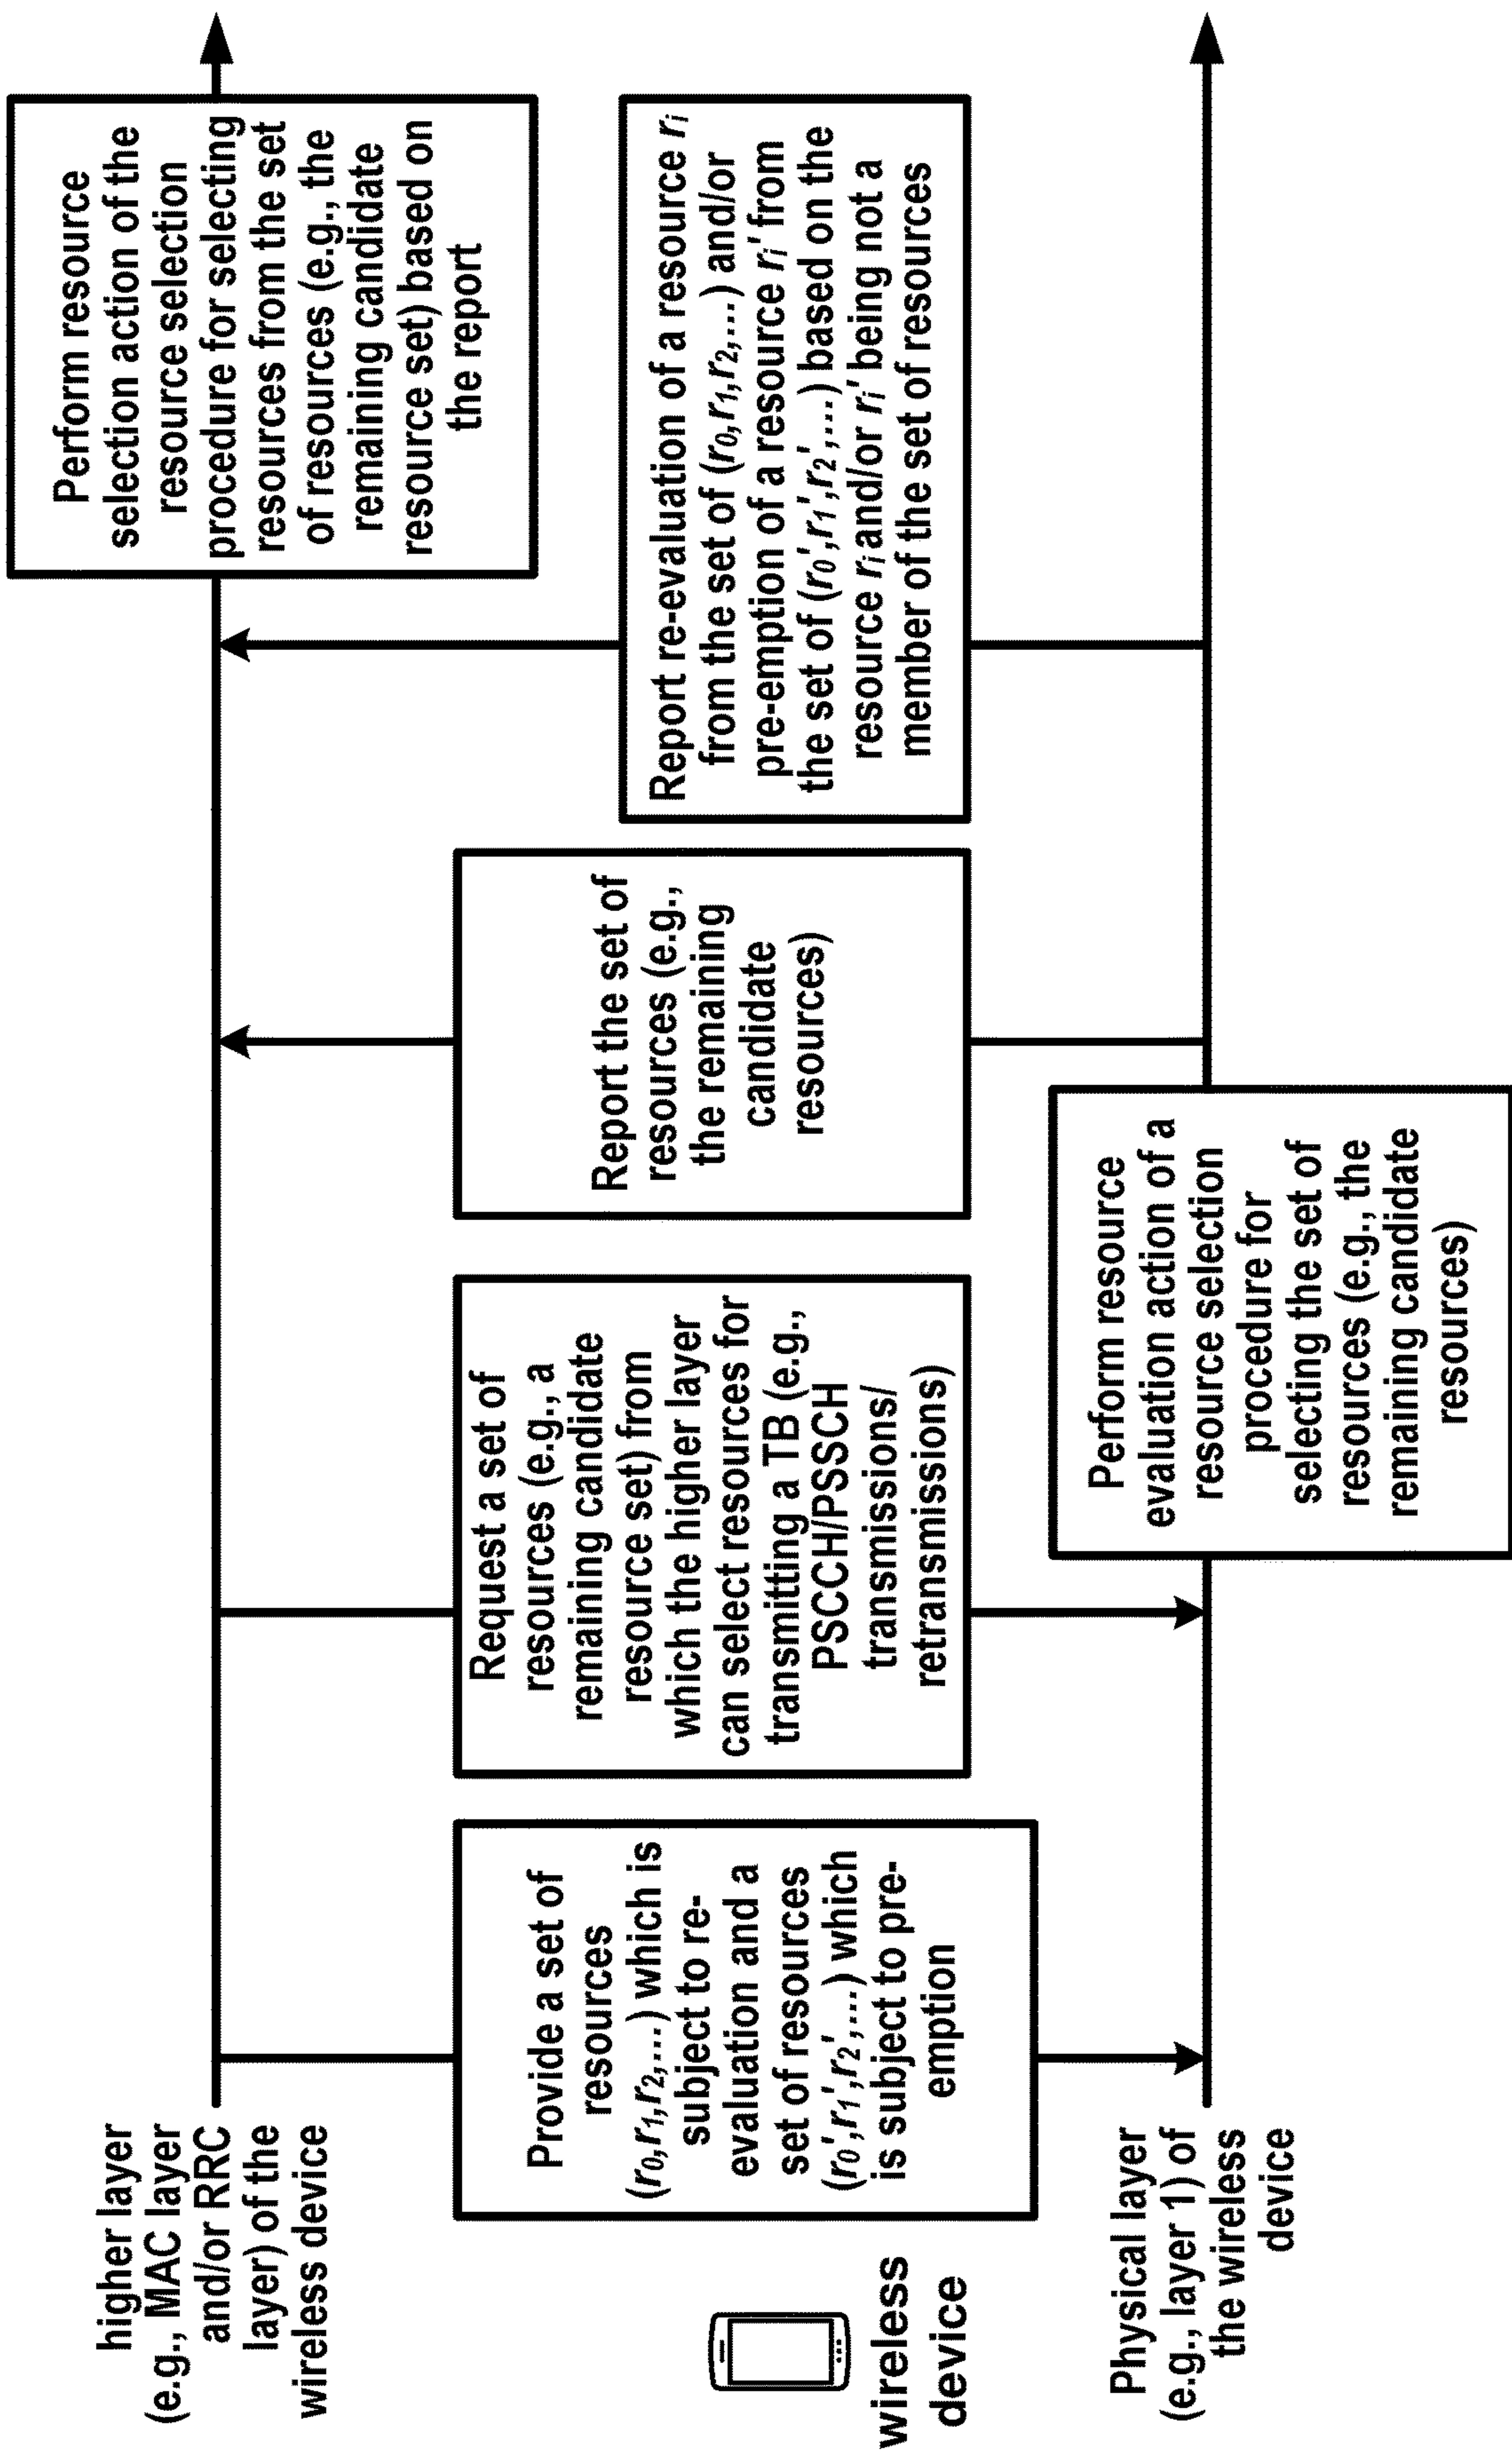 higher layer
(e.g., MAC layer
and/or RRC
layer) of the
wireless device
wireless
device
Physical layer
(e.g., layer 1) of
the wireless
device
Provide a set of
resources
(r₀,r₁,r₂,...) which is
subject to re-
evaluation and a
set of resources
(r₀',r₁',r₂',...) which
is subject to pre-
emption
Request a set of
resources (e.g., a
remaining candidate
resource set) from
which the higher layer
can select resources for
transmitting a TB (e.g.,
PSCCH/PSSCH
transmissions/
retransmissions)
Perform resource
evaluation action of a
resource selection
procedure for
selecting the set of
resources (e.g., the
remaining candidate
resources)
Report the set of
resources (e.g.,
the remaining
candidate
resources)
Report re-evaluation of a resource rᵢ
from the set of (r₀,r₁,r₂,...) and/or
pre-emption of a resource rᵢ' from
the set of (r₀',r₁',r₂',...) based on the
resource rᵢ and/or rᵢ' being not a
member of the set of resources
Perform resource
selection action of the
resource selection
procedure for selecting
resources from the set
of resources (e.g., the
remaining candidate
resource set) based on
the report